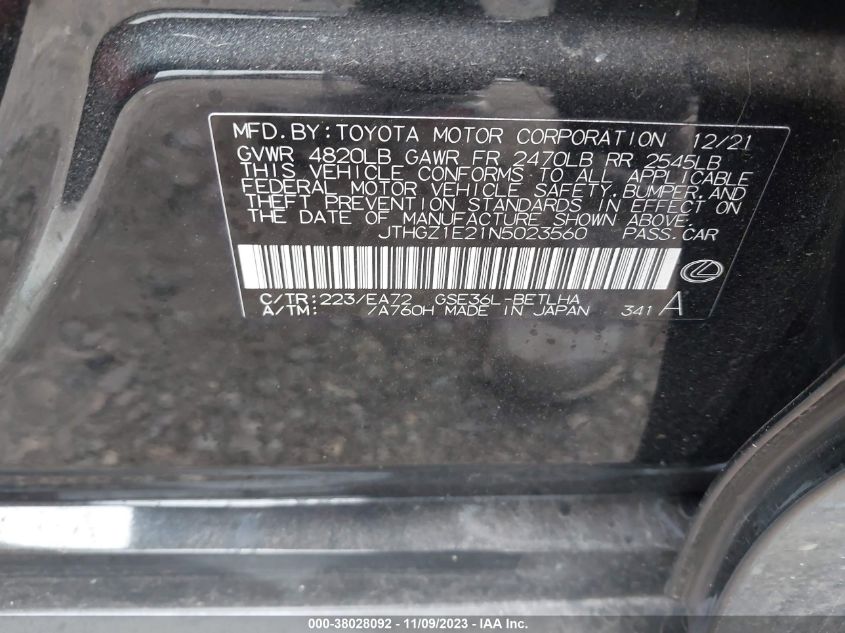 MFD. BY: TOYOTA MOTOR CORPORATION 12/21
GVWR 4820LB GAWR FR 2470LB RR 2545LB
THIS VEHICLE CONFORMS TO ALL APPLICABLE
FEDERAL MOTOR VEHICLE SAFETY, BUMPER, AND
THEFT PREVENTION STANDARDS IN EFFECT ON
THE DATE OF MANUFACTURE SHOWN ABOVE.
JTHGZ1E21N5023560 PASS. CAR
C/TR: 223/EA72 GSE36L-BETLHA
A/TM: /A760H MADE IN JAPAN 341 A
000-38028092 - 11/09/2023 - IAA Inc.